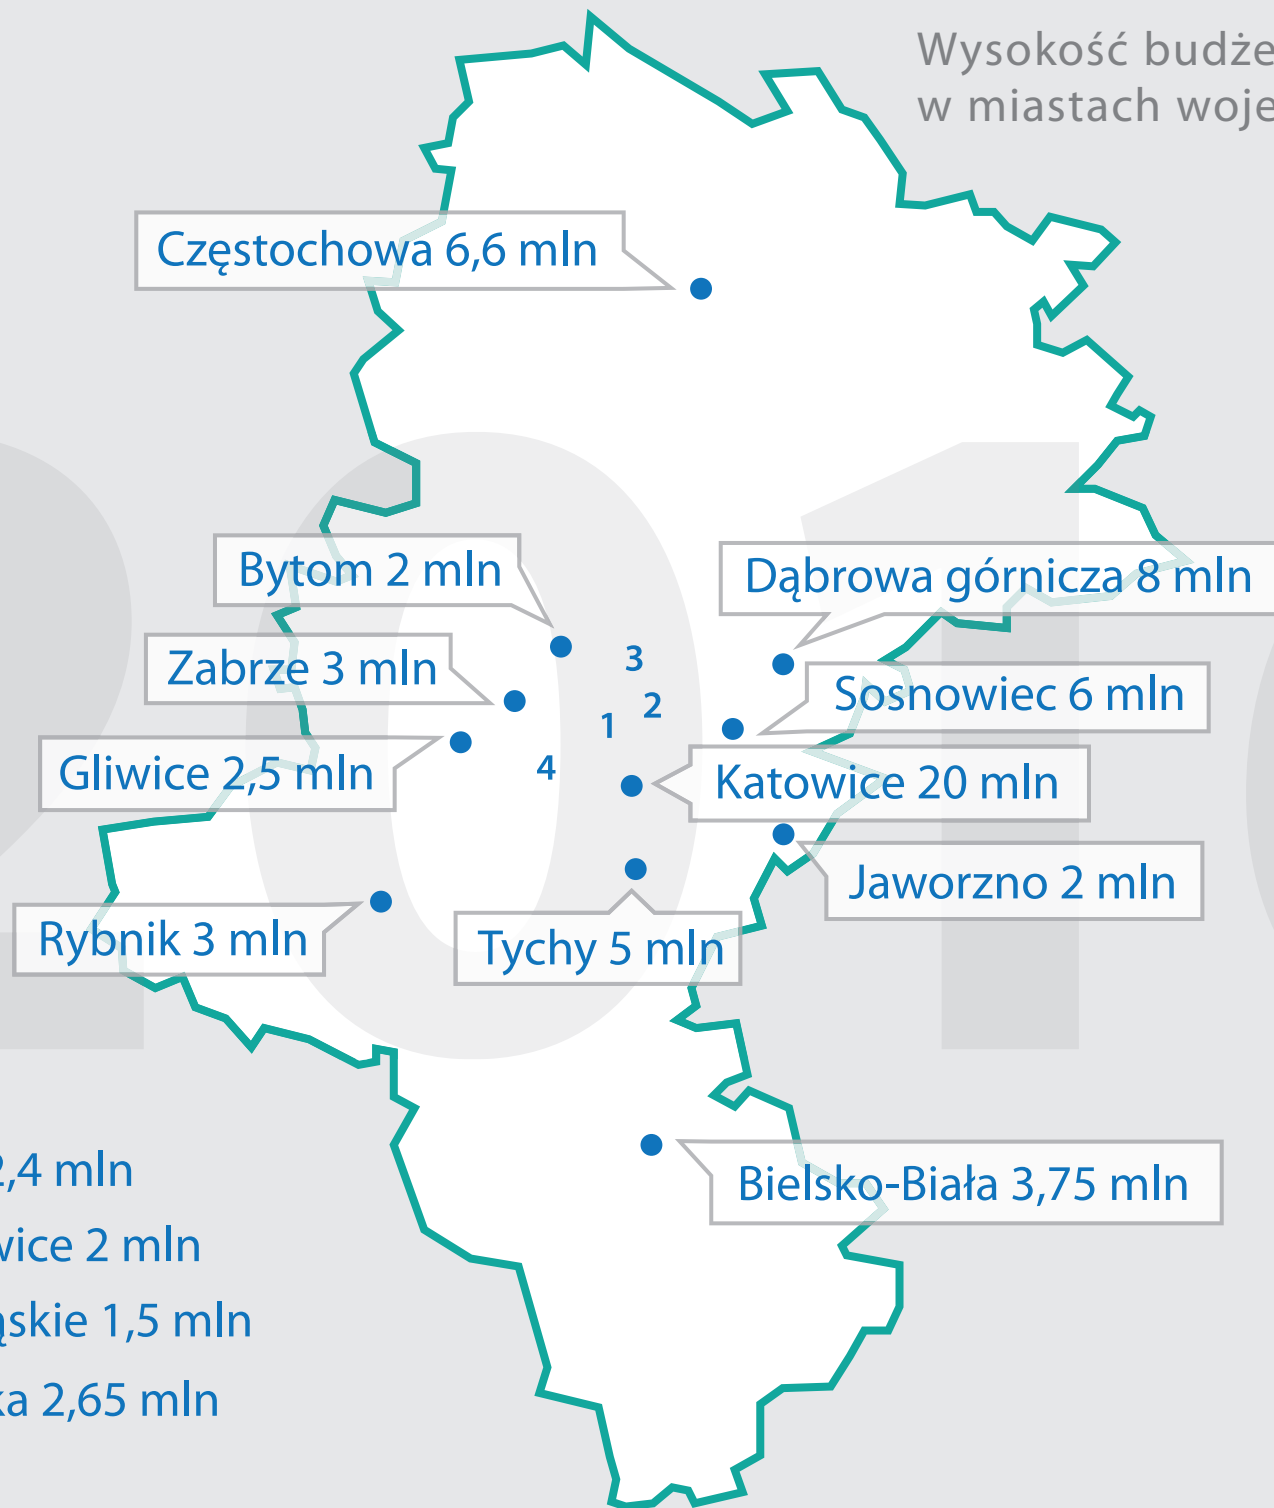 Wysokość budże
w miastach woje
Częstochowa 6,6 mln
Bytom 2 mln
Dąbrowa górnicza 8 mln
Zabrze 3 mln
3
Sosnowiec 6 mln
2
1
Gliwice 2,5 mln
4
Katowice 20 mln
Jaworzno 2 mln
Rybnik 3 mln
Tychy 5 mln
2,4 mln
wice 2 mln
Bielsko-Biała 3,75 mln
ąskie 1,5 mln
ka 2,65 mln
201